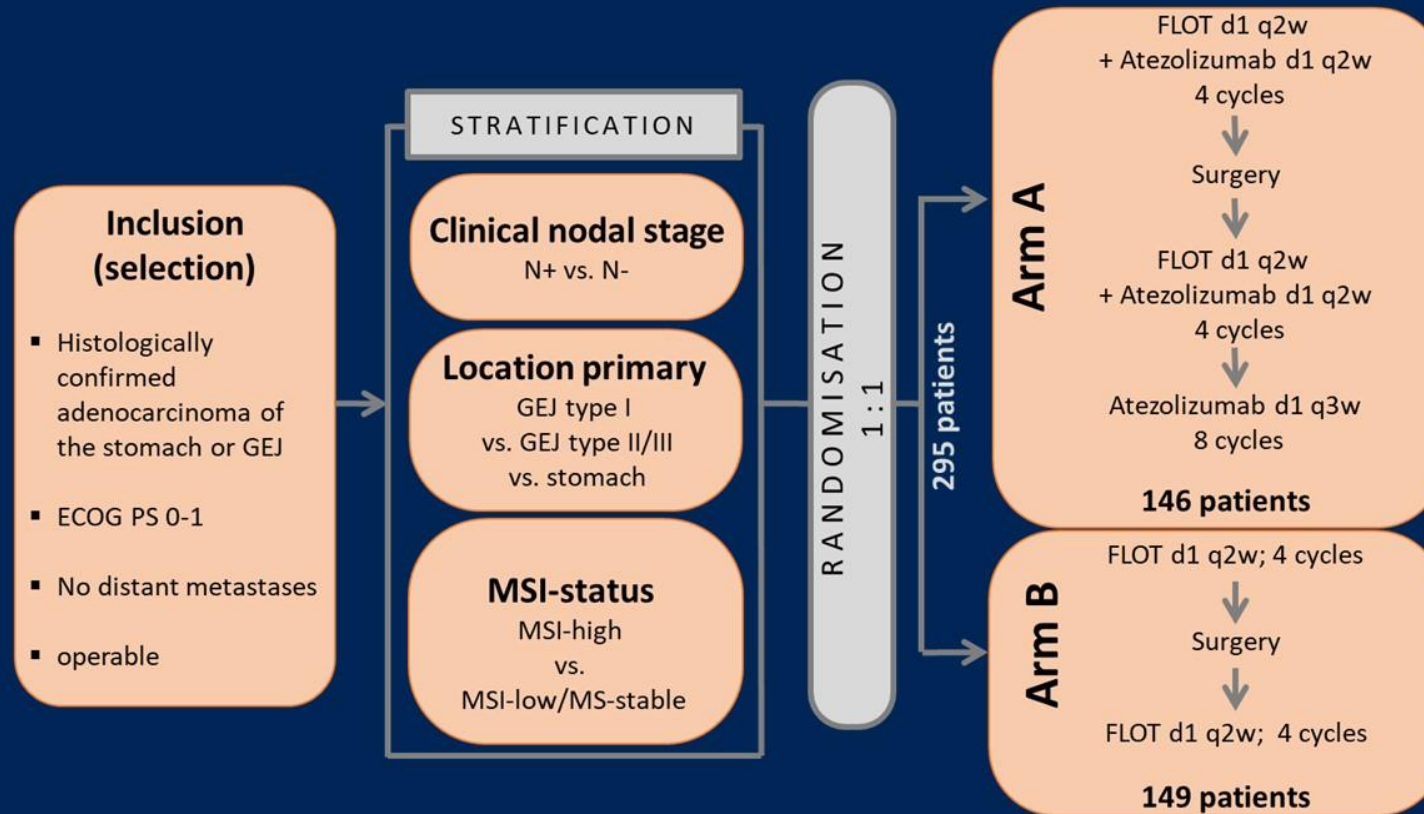 Inclusion
(selection)
▪ Histologically
confirmed
adenocarcinoma of
the stomach or GEJ
▪ ECOG PS 0-1
▪ No distant metastases
▪ operable
STRATIFICATION
Clinical nodal stage
N+ vs. N-
Location primary
GEJ type I
vs. GEJ type II/III
vs. stomach
MSI-status
MSI-high
vs.
MSI-low/MS-stable
RANDOMISATION
1:1
295 patients
Arm A
FLOT d1 q2w
+ Atezolizumab d1 q2w
4 cycles
Surgery
FLOT d1 q2w
+ Atezolizumab d1 q2w
4 cycles
Atezolizumab d1 q3w
8 cycles
146 patients
Arm B
FLOT d1 q2w; 4 cycles
Surgery
FLOT d1 q2w; 4 cycles
149 patients